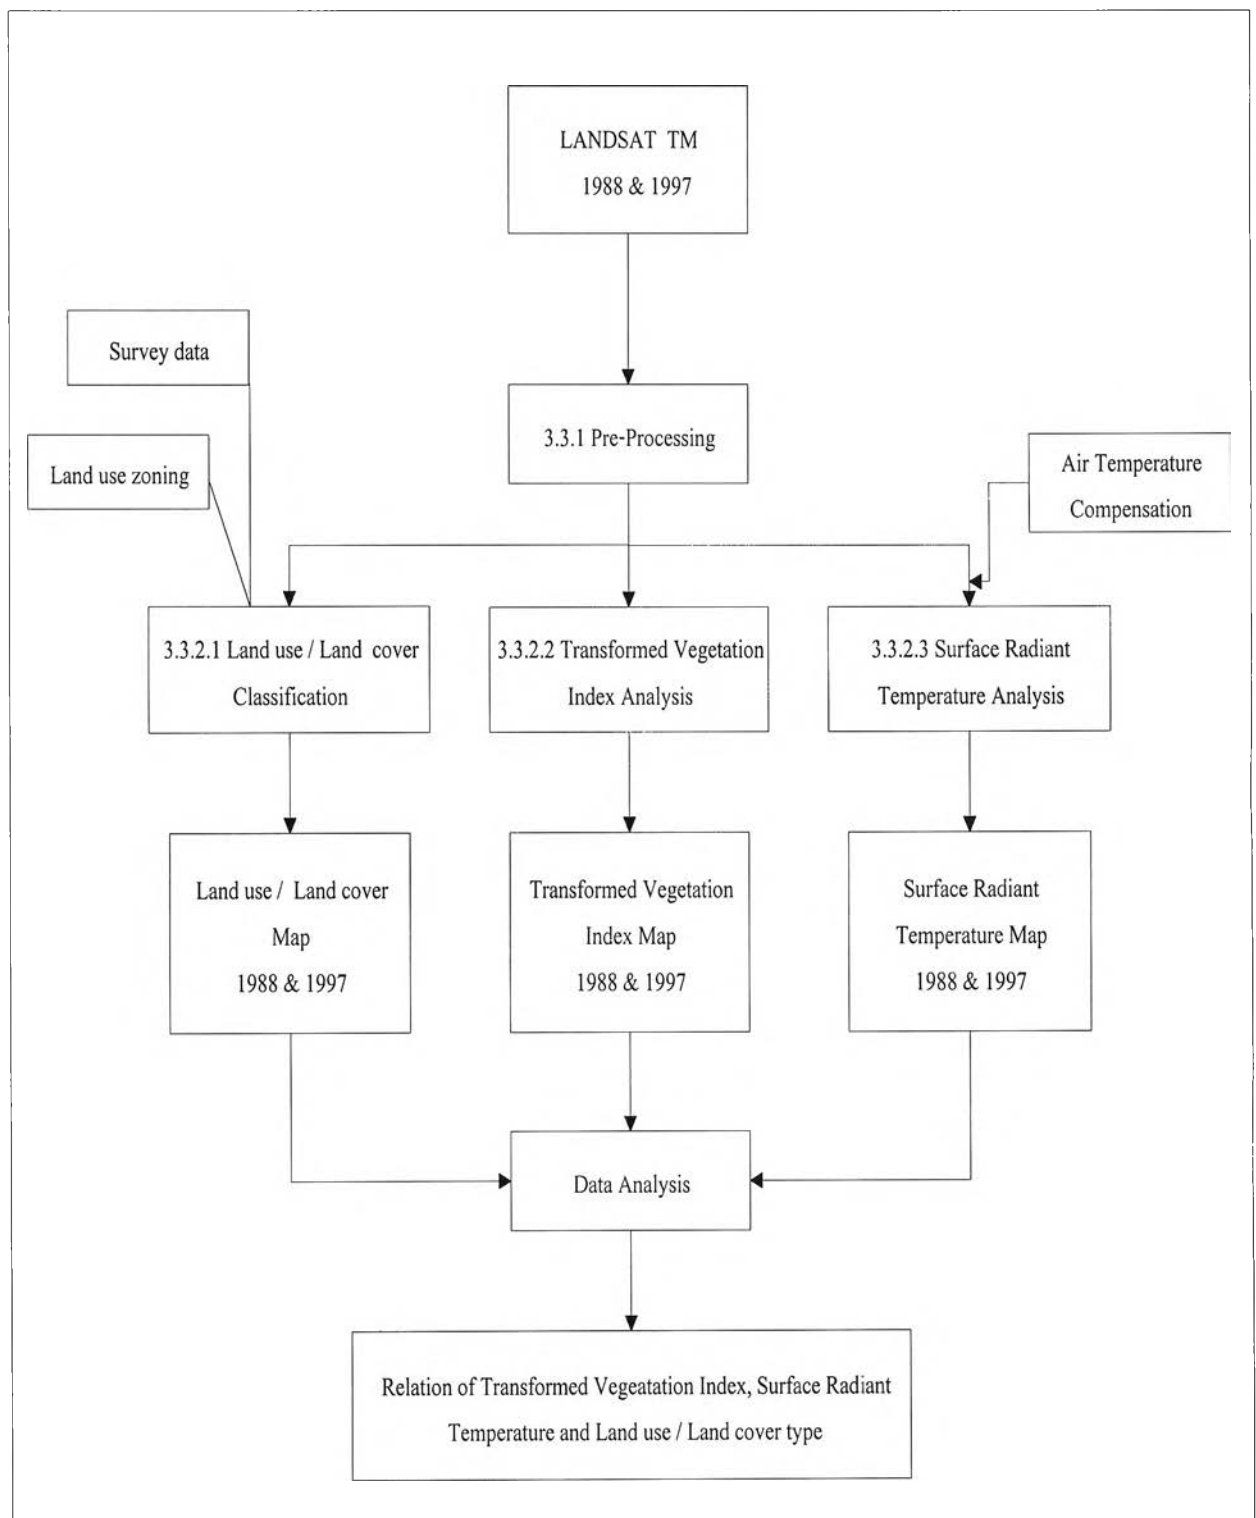 LANDSAT TM
1988 & 1997
Survey data
3.3.1 Pre-Processing
Land use zoning
Air Temperature
Compensation
3.3.2.1 Land use / Land cover
Classification
3.3.2.2 Transformed Vegetation
Index Analysis
3.3.2.3 Surface Radiant
Temperature Analysis
Land use / Land cover
Map
1988 & 1997
Transformed Vegetation
Index Map
1988 & 1997
Surface Radiant
Temperature Map
1988 & 1997
Data Analysis
Relation of Transformed Vegeatation Index, Surface Radiant
Temperature and Land use / Land cover type